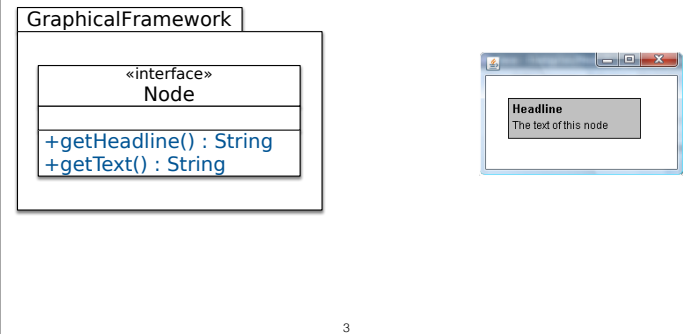 GraphicalFramework
«interface»
Node
+getHeadline() : String
+getText() : String
Headline
The text of this node
3